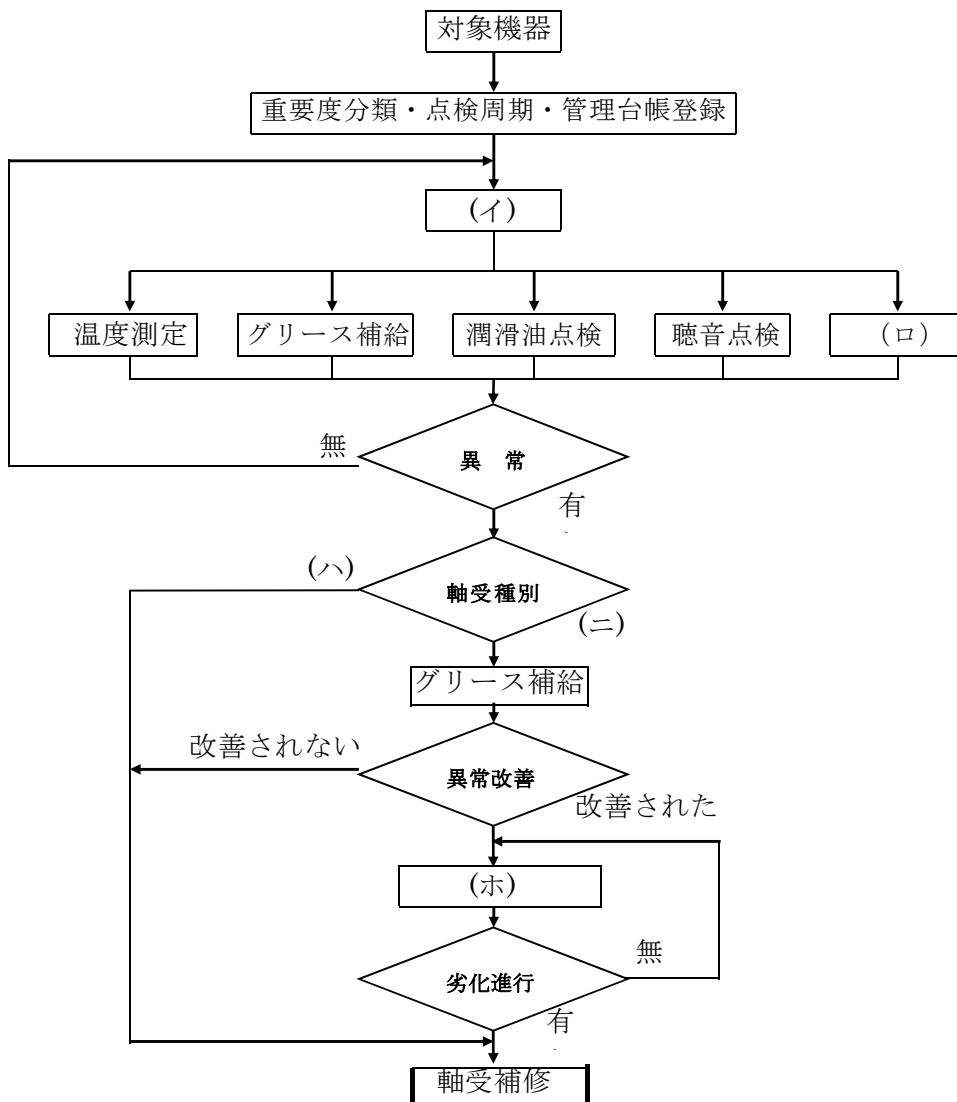 対象機器
重要度分類・点検周期・管理台帳登録
(イ)
温度測定
グリース補給
潤滑油点検
聴音点検
(ロ)
無
異 常
有
(ハ)
軸受種別
(ニ)
グリース補給
改善されない
異常改善
改善された
(ホ)
劣化進行
無
有
軸受補修